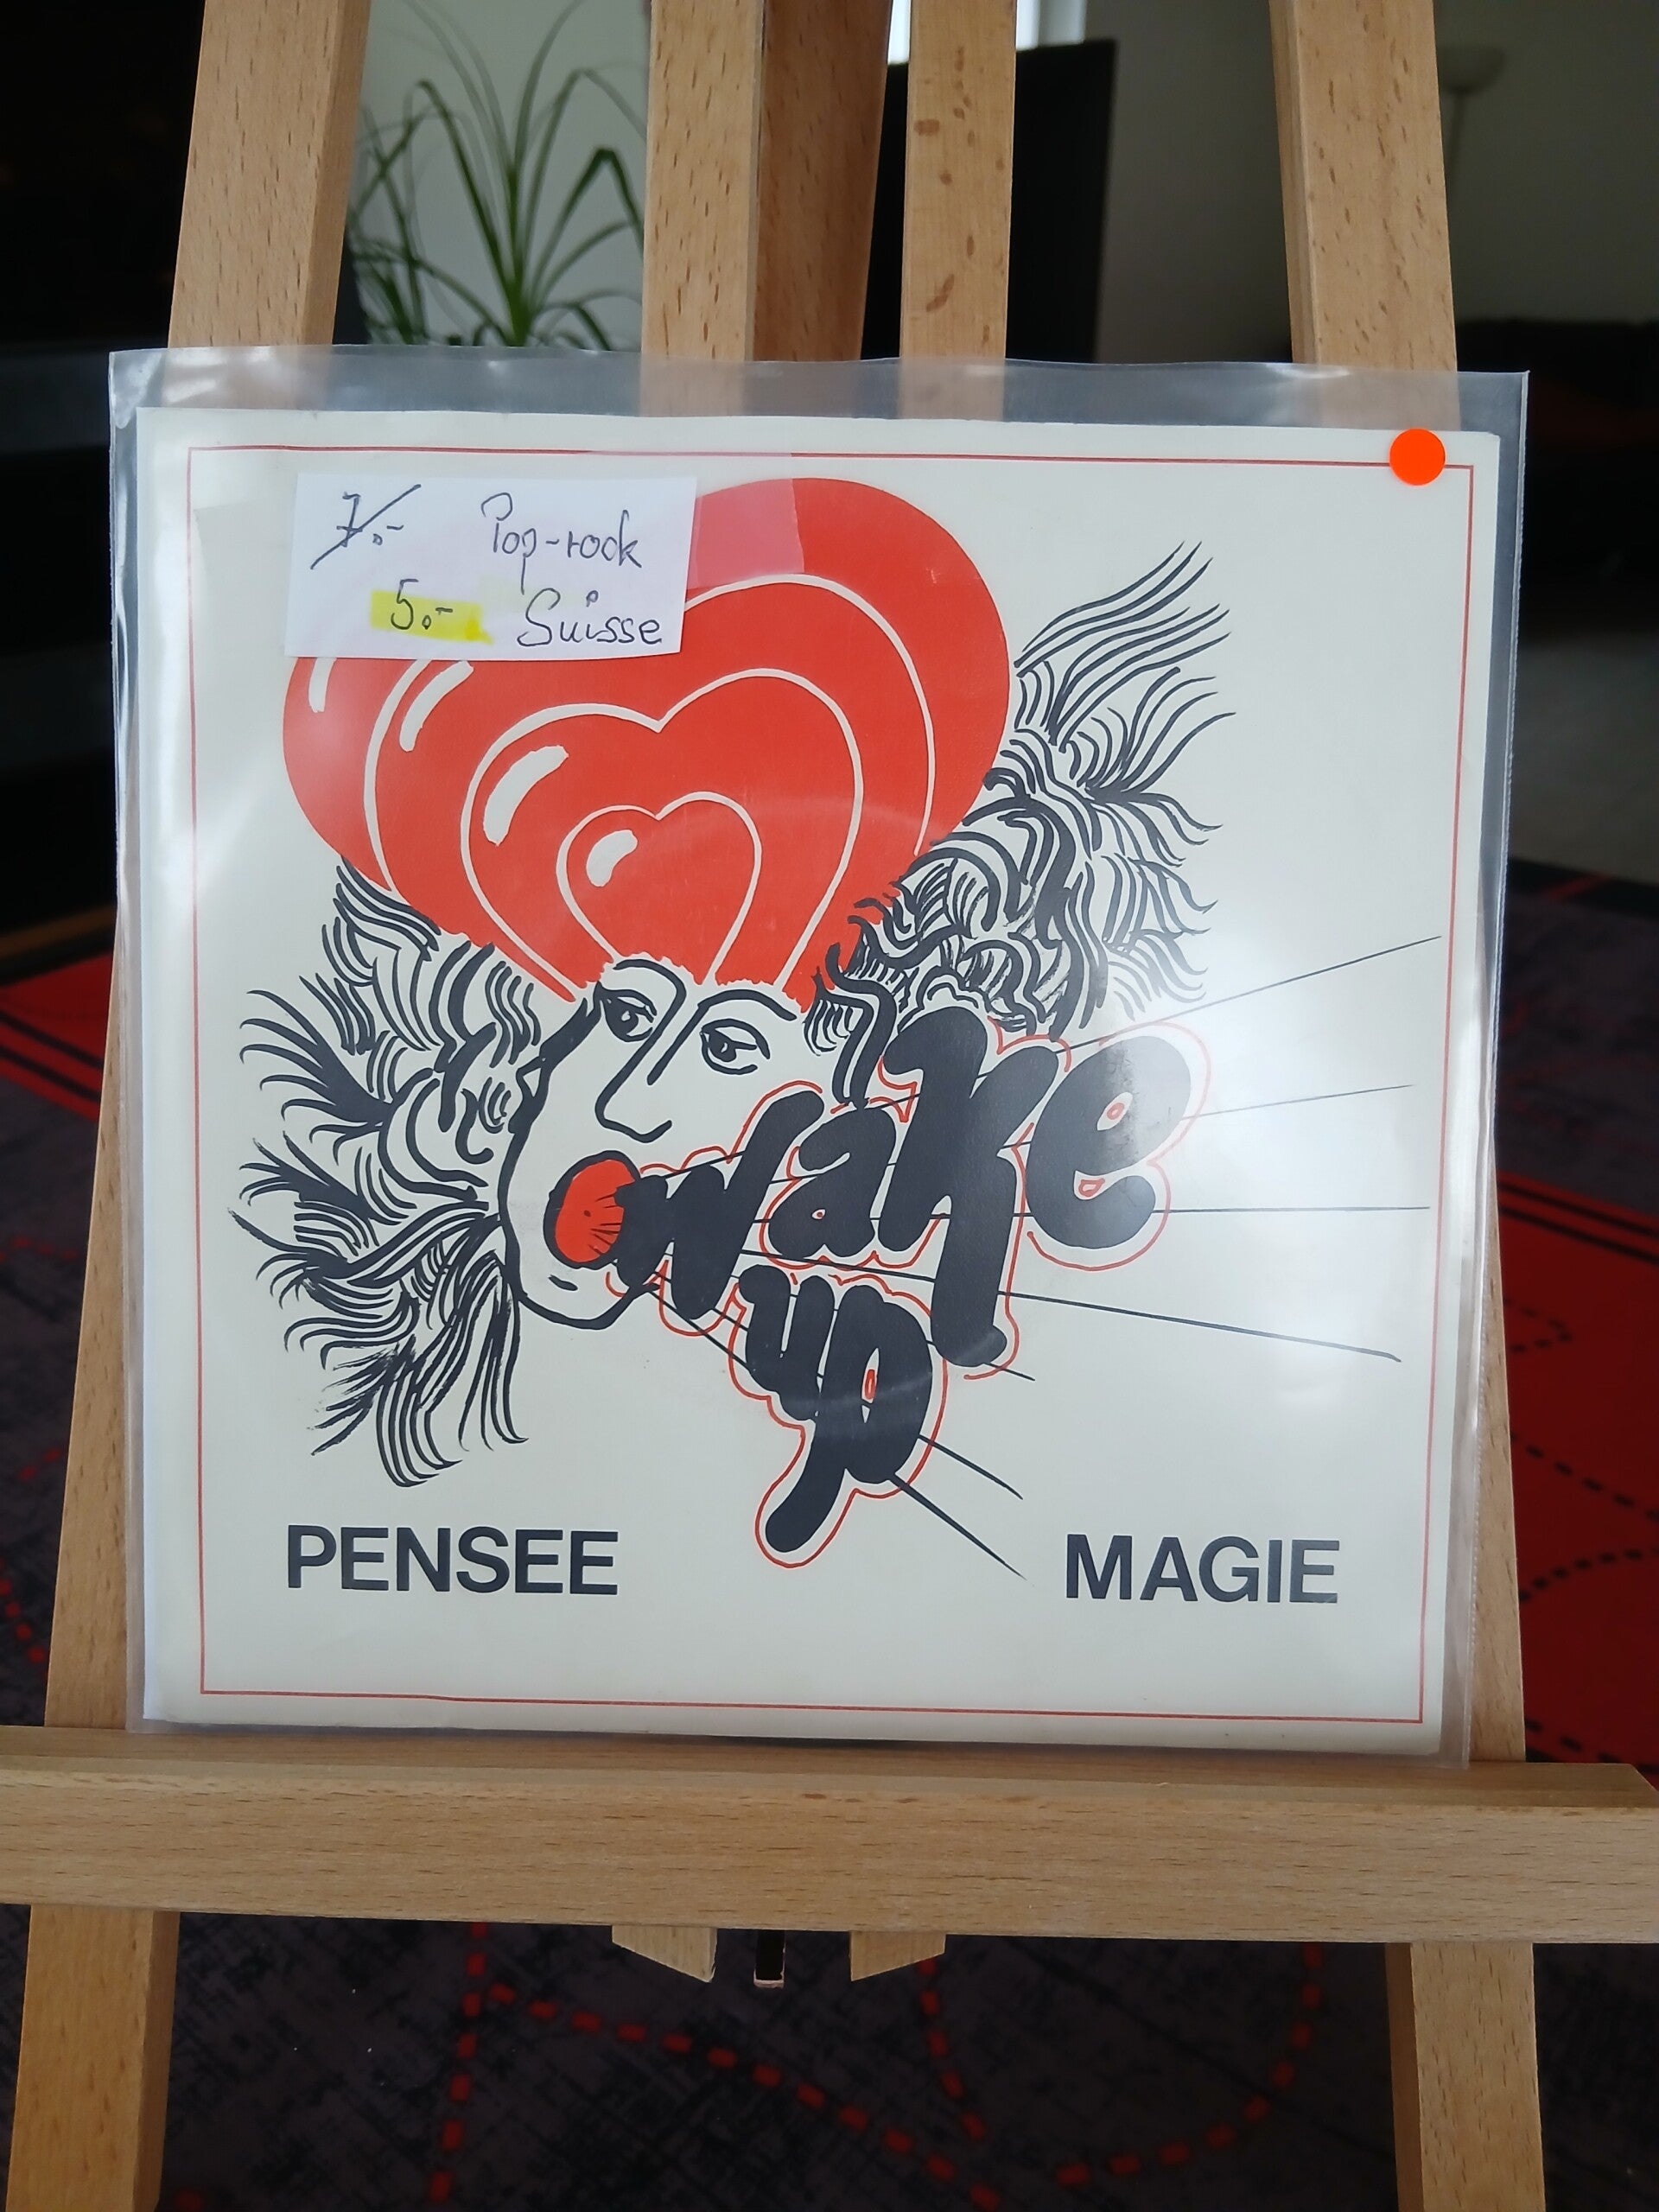 7.- Pop-rock
5.- Suisse
Wake
up
PENSEE MAGIE